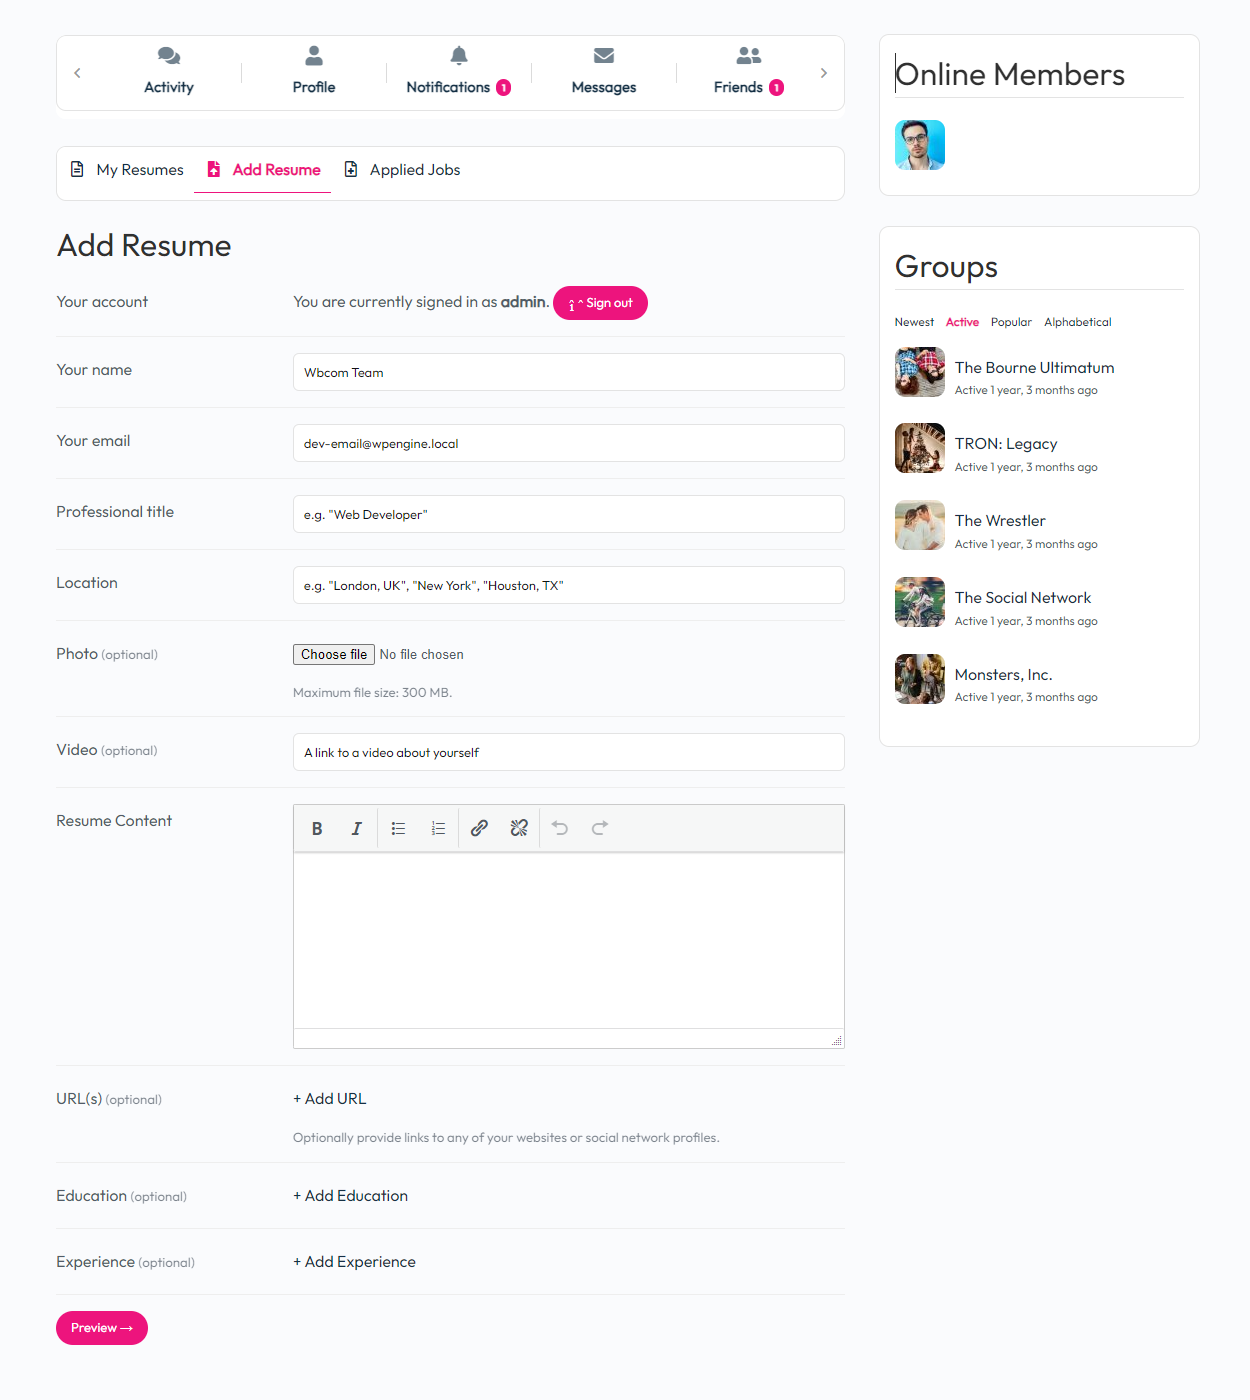 Activity
Profile
Notifications 1
Messages
Friends 1
My Resumes
Add Resume
Applied Jobs
Add Resume
Your account
You are currently signed in as admin. Sign out
Your name
Wbcom Team
Your email
dev-email@wpengine.local
Professional title
e.g. "Web Developer"
Location
e.g. "London, UK", "New York", "Houston, TX"
Photo (optional)
Choose file No file chosen
Maximum file size: 300 MB.
Video (optional)
A link to a video about yourself
Resume Content
B I
URL(s) (optional)
+ Add URL
Optionally provide links to any of your websites or social network profiles.
Education (optional)
+ Add Education
Experience (optional)
+ Add Experience
Preview →
Online Members
Groups
Newest Active Popular Alphabetical
The Bourne Ultimatum
Active 1 year, 3 months ago
TRON: Legacy
Active 1 year, 3 months ago
The Wrestler
Active 1 year, 3 months ago
The Social Network
Active 1 year, 3 months ago
Monsters, Inc.
Active 1 year, 3 months ago